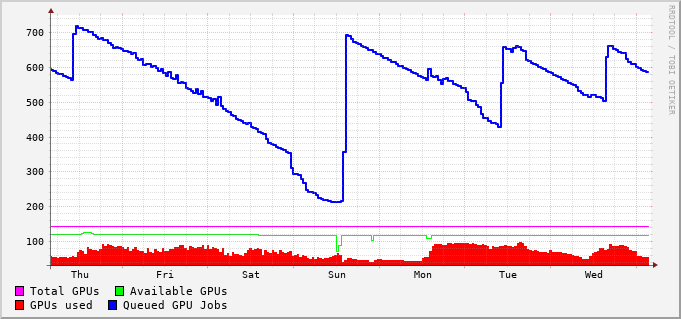 700
600
500
400
300
200
100
Thu Fri Sat Sun Mon Tue Wed
Total GPUs Available GPUs
GPUs used Queued GPU Jobs
RRDTOOL / TOBI OETIKER